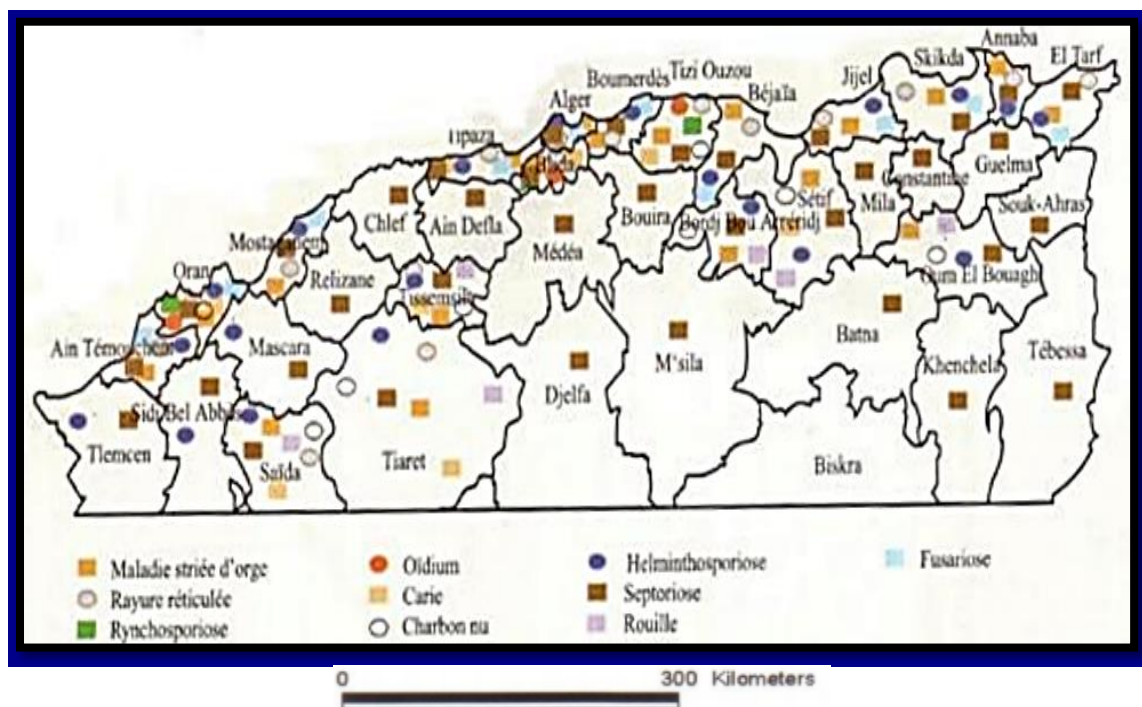 Annaba
Skikda
El Tarf
Boumerdès Tizi Ouzou
Jijel
Béjaïa
Alger
Tipaza
Blida
Guelma
Constantine
Mila
Sétif
Souk-Ahras
Chlef
Ain Defla
Bouira
Bordj Bou Arréridj
Médéa
Mostaganem
Oran
Relizane
Tissemsilt
Oum El Bouaghi
Ain Témouchent
Mascara
M'sila
Batna
Khenchela
Tébessa
Djelfa
Sidi Bel Abbes
Tlemcen
Saïda
Tiaret
Biskra
Maladie striée d'orge
Oïdium
Helminthosporiose
Fusariose
Rayure réticulée
Carie
Septoriose
Rynchosporiose
Charbon nu
Rouille
0 300 Kilometers